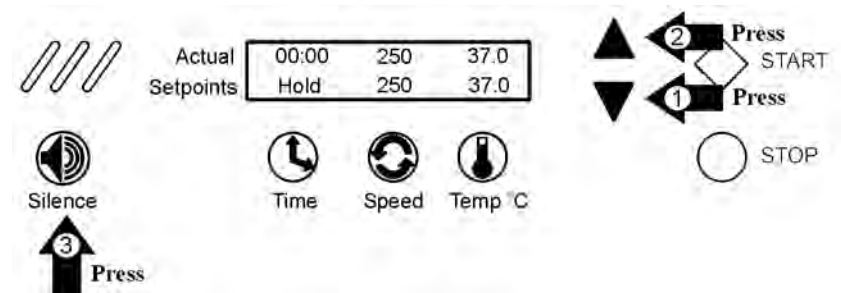 Actual 00:00 250 37.0
Setpoints Hold 250 37.0
2 Press
START
1 Press
Silence
Time Speed Temp °C
STOP
3
Press